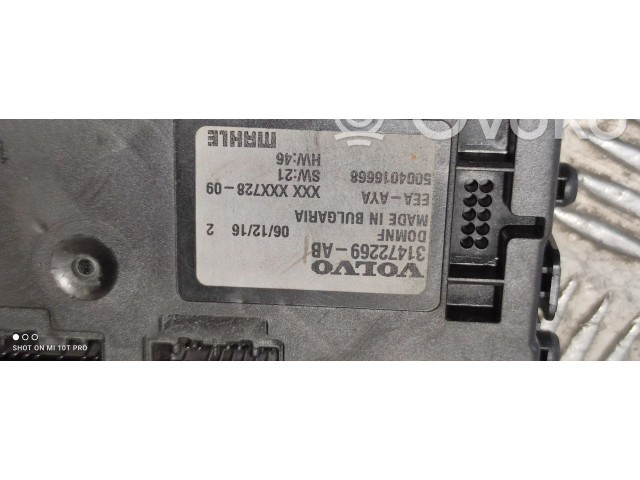 VOLVO
31472269-AB
DOMNF
MADE IN BULGARIA
EEA-AYA
5004016668
06/12/16 2
XXX XXX728-09
SW:21
HW:46
MAHLE
SHOT ON MI 10T PRO